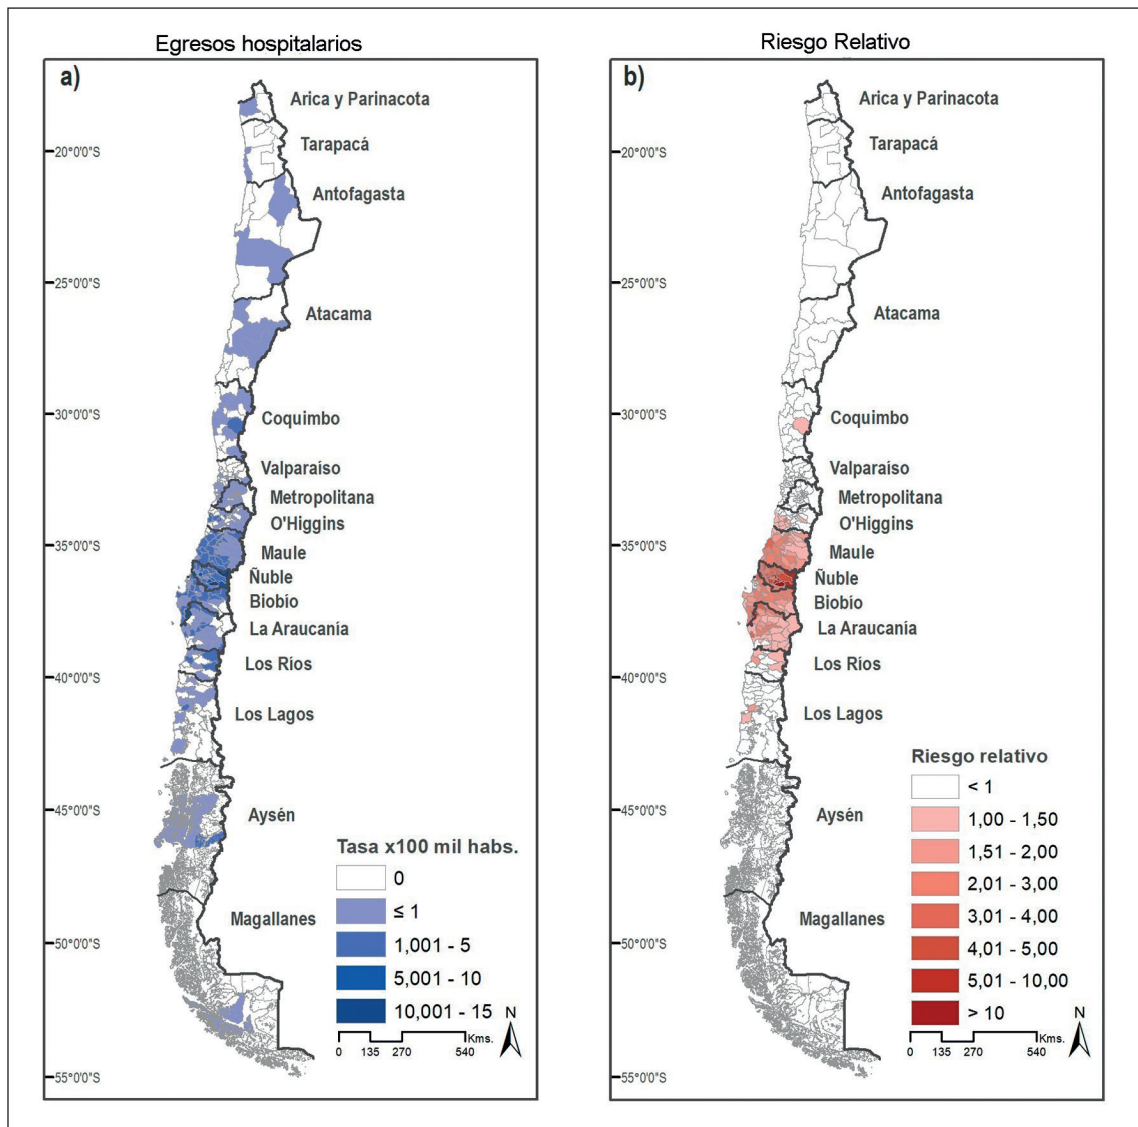 Egresos hospitalarios
a)
Arica y Parinacota
Tarapacá
Antofagasta
Atacama
Coquimbo
Valparaíso
Metropolitana
O'Higgins
Maule
Ñuble
Biobío
La Araucanía
Los Ríos
Los Lagos
Aysén
Magallanes
20°0'0"S
25°0'0"S
30°0'0"S
35°0'0"S
40°0'0"S
45°0'0"S
50°0'0"S
55°0'0"S
Tasa x100 mil habs.
0
≤ 1
1,001 - 5
5,001 - 10
10,001 - 15
N
Kms.
0 135 270 540
Riesgo Relativo
b)
Arica y Parinacota
Tarapacá
Antofagasta
Atacama
Coquimbo
Valparaíso
Metropolitana
O'Higgins
Maule
Ñuble
Biobío
La Araucanía
Los Ríos
Los Lagos
Aysén
Magallanes
20°0'0"S
25°0'0"S
30°0'0"S
35°0'0"S
40°0'0"S
45°0'0"S
50°0'0"S
55°0'0"S
Riesgo relativo
< 1
1,00 - 1,50
1,51 - 2,00
2,01 - 3,00
3,01 - 4,00
4,01 - 5,00
5,01 - 10,00
> 10
N
Kms.
0 135 270 540